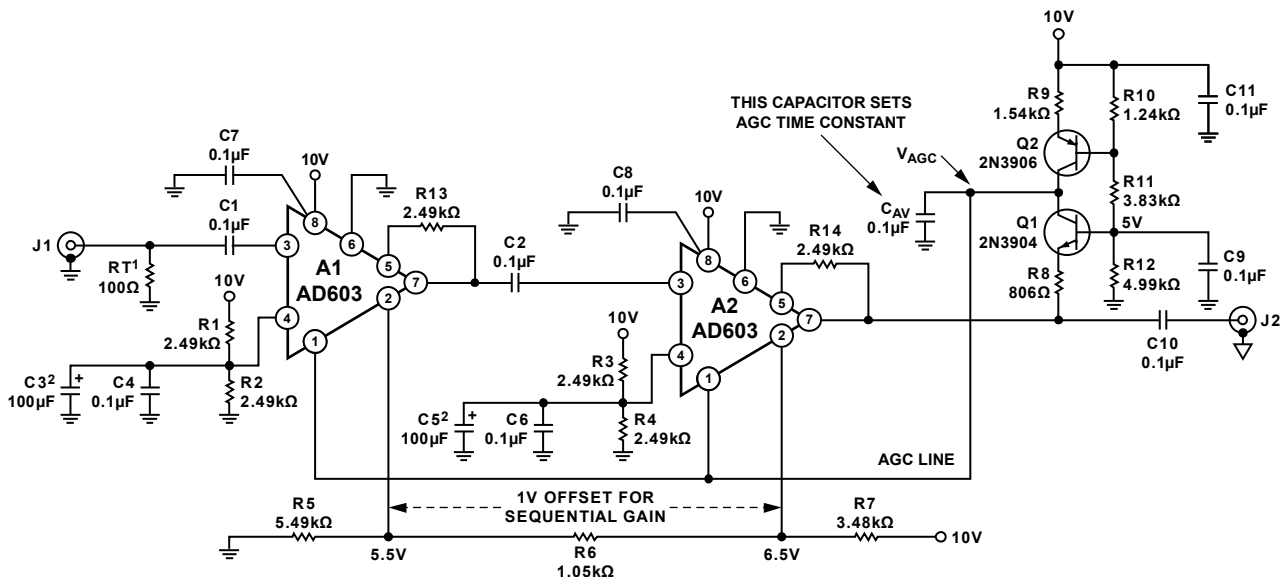 10V
THIS CAPACITOR SETS
AGC TIME CONSTANT
R9
1.54kΩ
R10
1.24kΩ
C11
0.1µF
Q2
2N3906
VAGC
CAV
0.1µF
R11
3.83kΩ
Q1
2N3904
5V
R8
806Ω
R12
4.99kΩ
C9
0.1µF
C7
0.1µF
10V
R13
2.49kΩ
C8
0.1µF
10V
R14
2.49kΩ
J1
C1
0.1µF
RT1
100Ω
8
6
3
5
A1
AD603
7
2
4
1
C2
0.1µF
8
6
3
5
A2
AD603
7
2
4
1
C10
0.1µF
J2
10V
R1
2.49kΩ
C3²
+
100µF
C4
0.1µF
R2
2.49kΩ
10V
R3
2.49kΩ
C5²
+
100µF
C6
0.1µF
R4
2.49kΩ
AGC LINE
1V OFFSET FOR
SEQUENTIAL GAIN
R5
5.49kΩ
5.5V
R6
1.05kΩ
6.5V
R7
3.48kΩ
10V